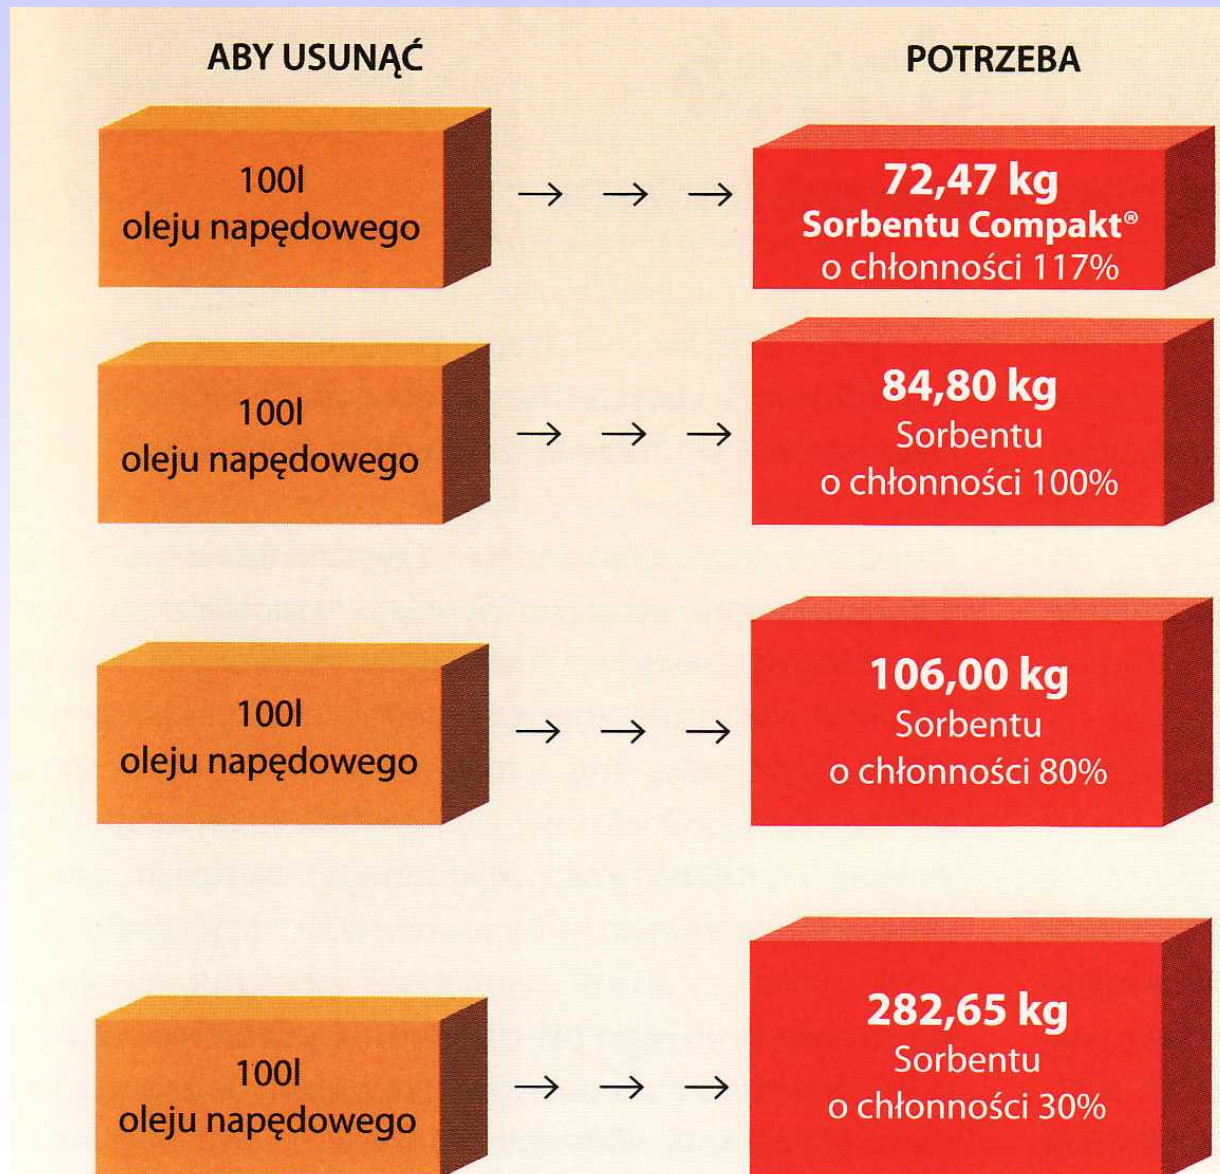 ABY USUNĄĆ
POTRZEBA
100l
oleju napędowego
72,47 kg
Sorbentu Compakt®
o chłonności 117%
100l
oleju napędowego
84,80 kg
Sorbentu
o chłonności 100%
100l
oleju napędowego
106,00 kg
Sorbentu
o chłonności 80%
100l
oleju napędowego
282,65 kg
Sorbentu
o chłonności 30%